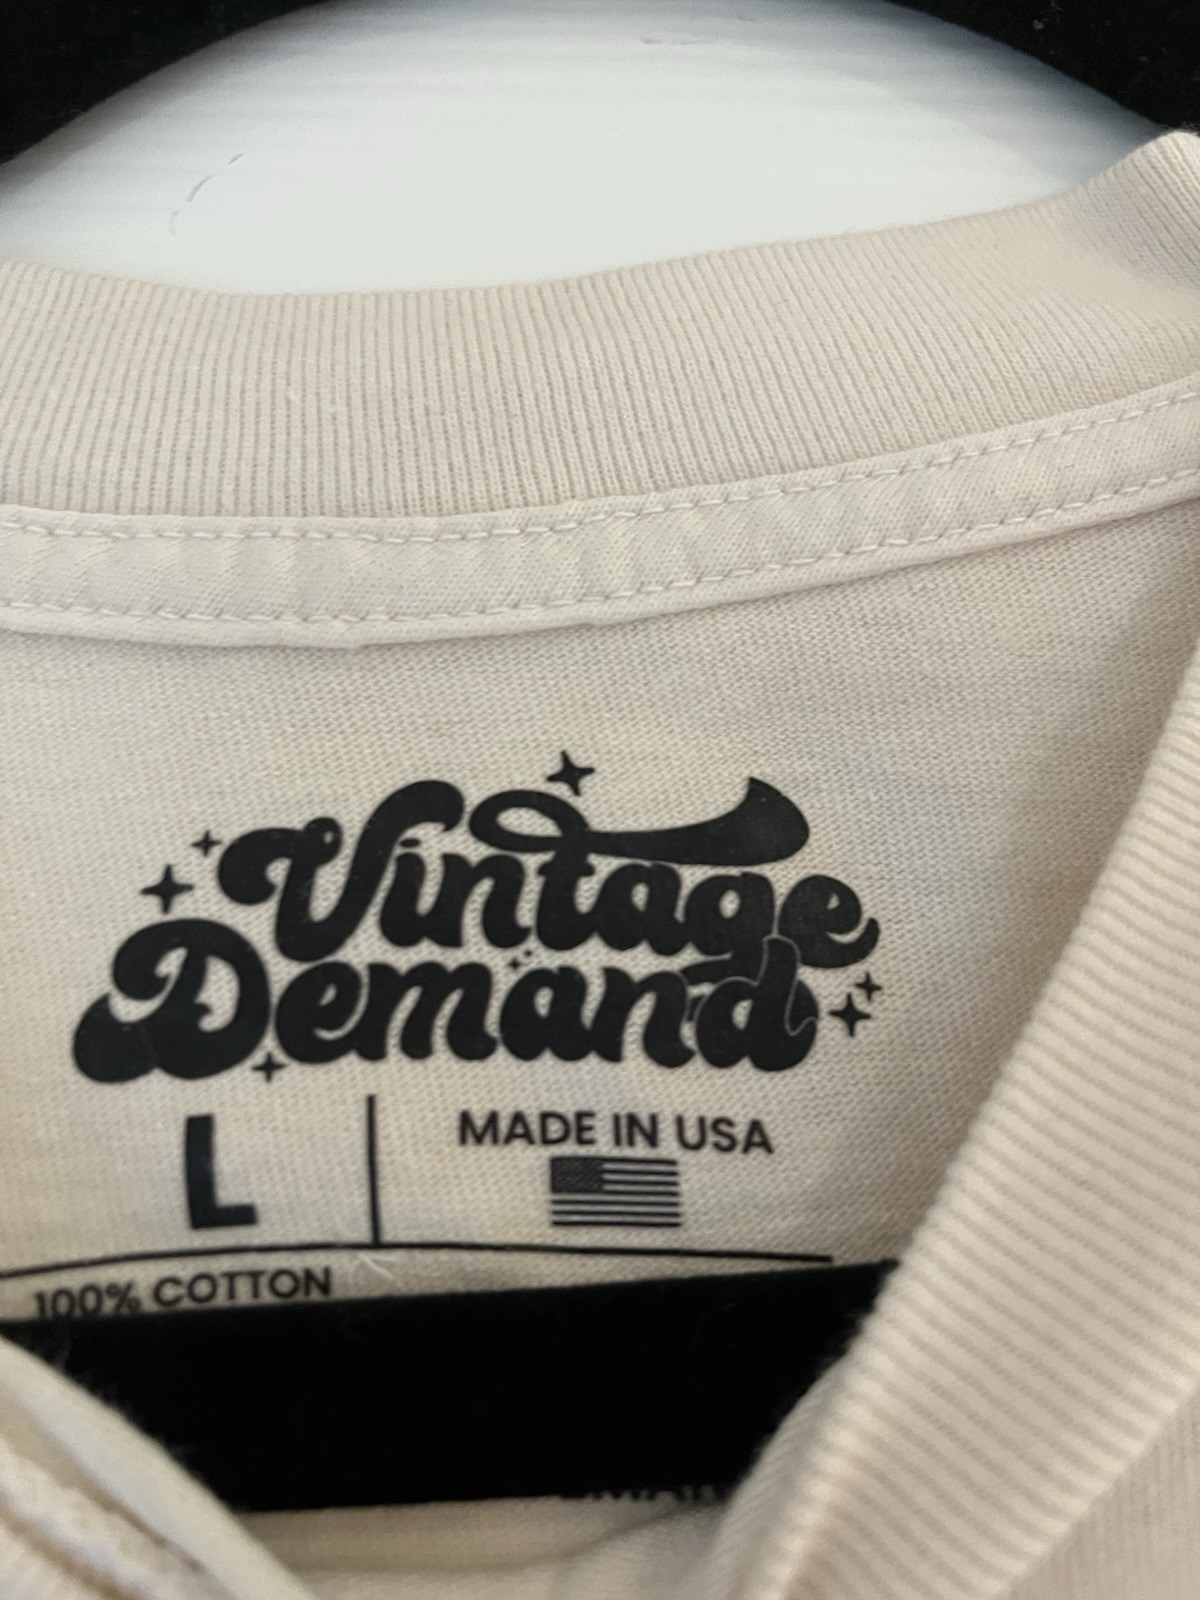 Vintage
Demand
L
MADE IN USA
100% COTTON